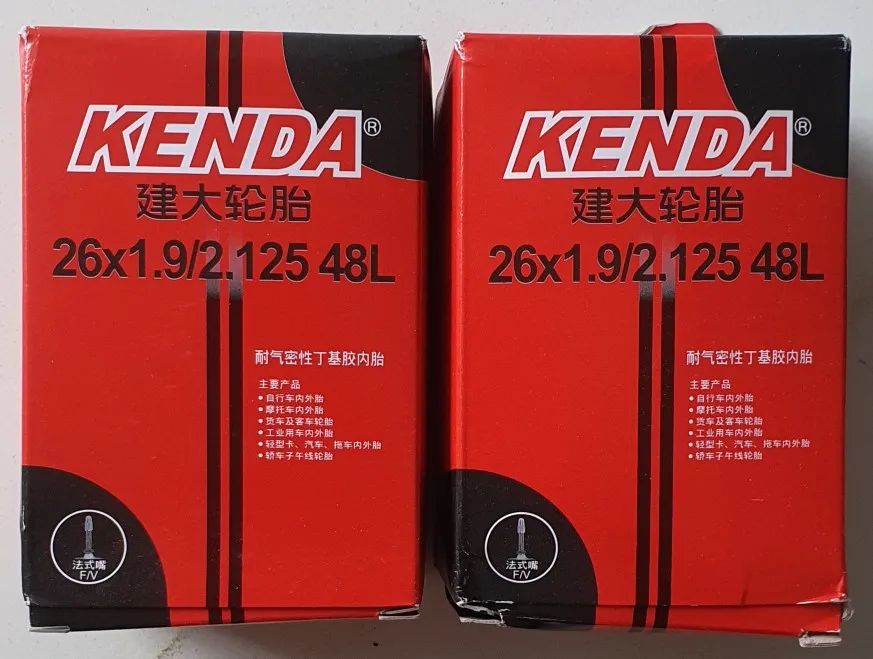 KENDA®
建大轮胎
26x1.9/2.125 48L
耐气密性丁基胶内胎
主要产品
• 自行车内外胎
• 摩托车内外胎
• 货车及客车轮胎
• 工业用车内外胎
• 轻型卡、汽车、拖车内外胎
• 轿车子午线轮胎
法式嘴
F/V
KENDA®
建大轮胎
26x1.9/2.125 48L
耐气密性丁基胶内胎
主要产品
• 自行车内外胎
• 摩托车内外胎
• 货车及客车轮胎
• 工业用车内外胎
• 轻型卡、汽车、拖车内外胎
• 轿车子午线轮胎
法式嘴
F/V